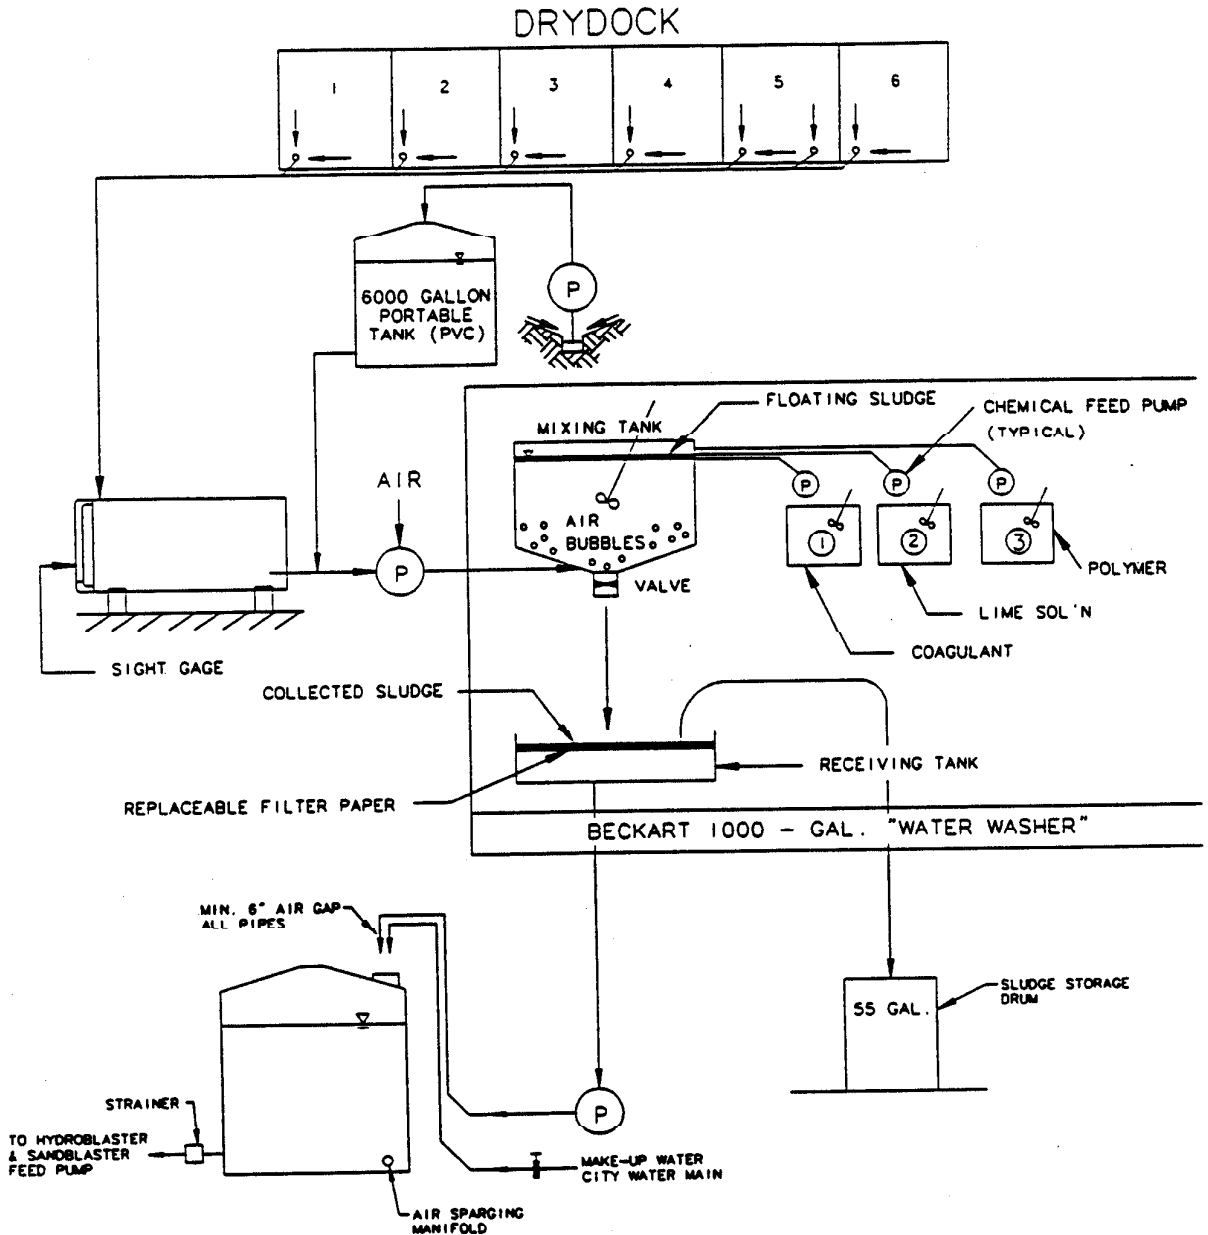 DRYDOCK
1
2
3
4
5
6
6000 GALLON
PORTABLE
TANK (PVC)
P
FLOATING SLUDGE
MIXING TANK
CHEMICAL FEED PUMP
(TYPICAL)
AIR
P
P
P
P
AIR
BUBBLES
1
2
3
P
VALVE
POLYMER
LIME SOL'N
COAGULANT
SIGHT GAGE
COLLECTED SLUDGE
RECEIVING TANK
REPLACEABLE FILTER PAPER
BECKART 1000 - GAL. "WATER WASHER"
MIN. 6" AIR GAP
ALL PIPES
55 GAL.
SLUDGE STORAGE
DRUM
STRAINER
P
TO HYDROBLASTER
& SANDBLASTER
FEED PUMP
MAKE-UP WATER
CITY WATER MAIN
AIR SPARGING
MANIFOLD